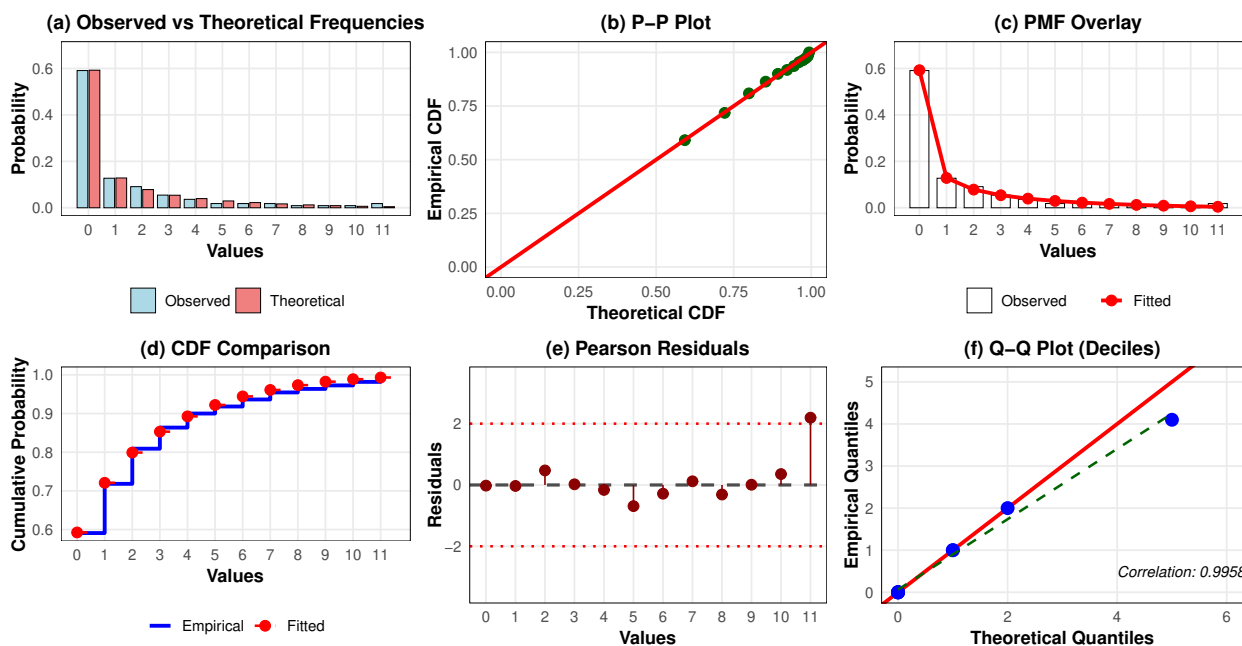 (a) Observed vs Theoretical Frequencies
Probability
0.6
0.4
0.2
0.0
0 1 2 3 4 5 6 7 8 9 10 11
Values
Observed Theoretical
(b) P−P Plot
Empirical CDF
1.00
0.75
0.50
0.25
0.00
0.00 0.25 0.50 0.75 1.00
Theoretical CDF
(c) PMF Overlay
Probability
0.6
0.4
0.2
0.0
0 1 2 3 4 5 6 7 8 9 10 11
Values
Observed Fitted
(d) CDF Comparison
Cumulative Probability
1.0
0.9
0.8
0.7
0.6
0 1 2 3 4 5 6 7 8 9 10 11
Values
Empirical Fitted
(e) Pearson Residuals
Residuals
2
0
−2
0 1 2 3 4 5 6 7 8 9 10 11
Values
(f) Q−Q Plot (Deciles)
Empirical Quantiles
5
4
3
2
1
0
Correlation: 0.9958
0 2 4 6
Theoretical Quantiles